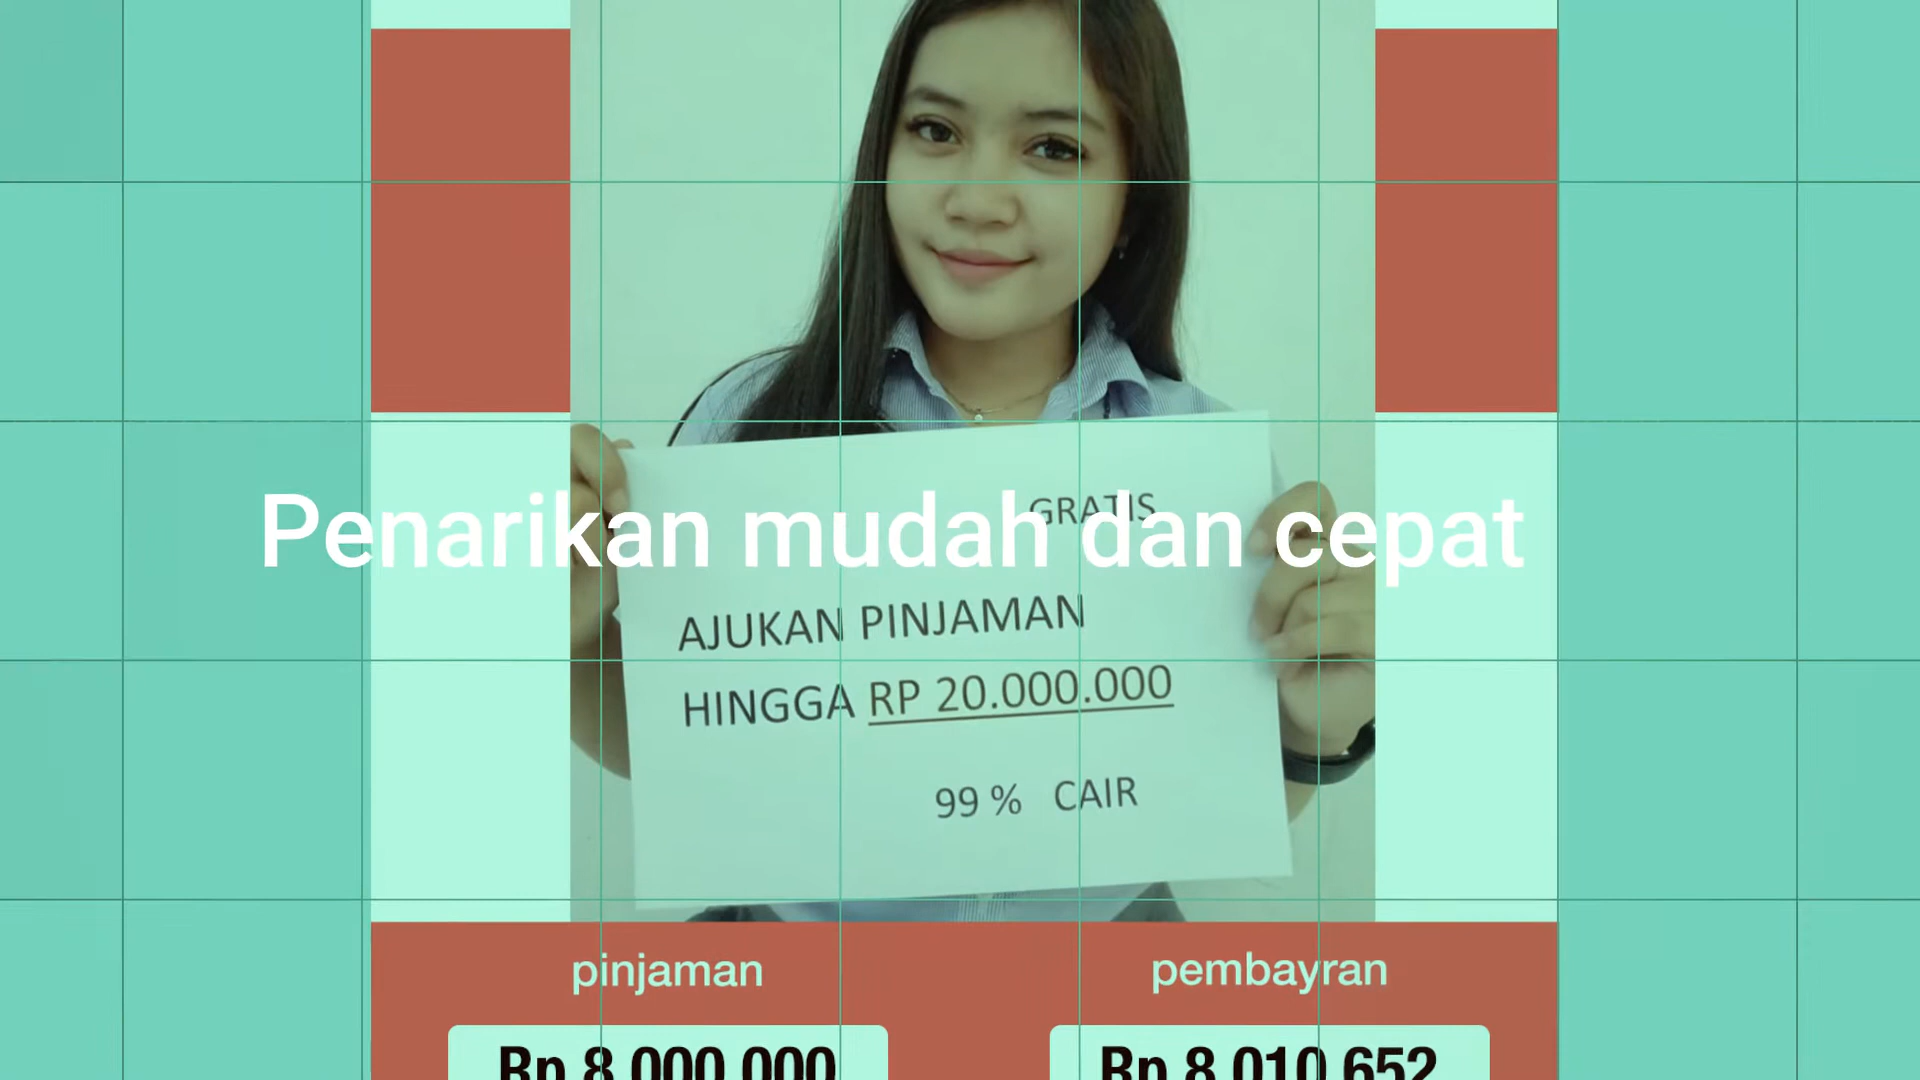 GRATIS
Penarikan mudah dan cepat
AJUKAN PINJAMAN
HINGGA RP 20.000.000
99 % CAIR
pinjaman
pembayran
Rp 8.000.000
Rp 8.010.652